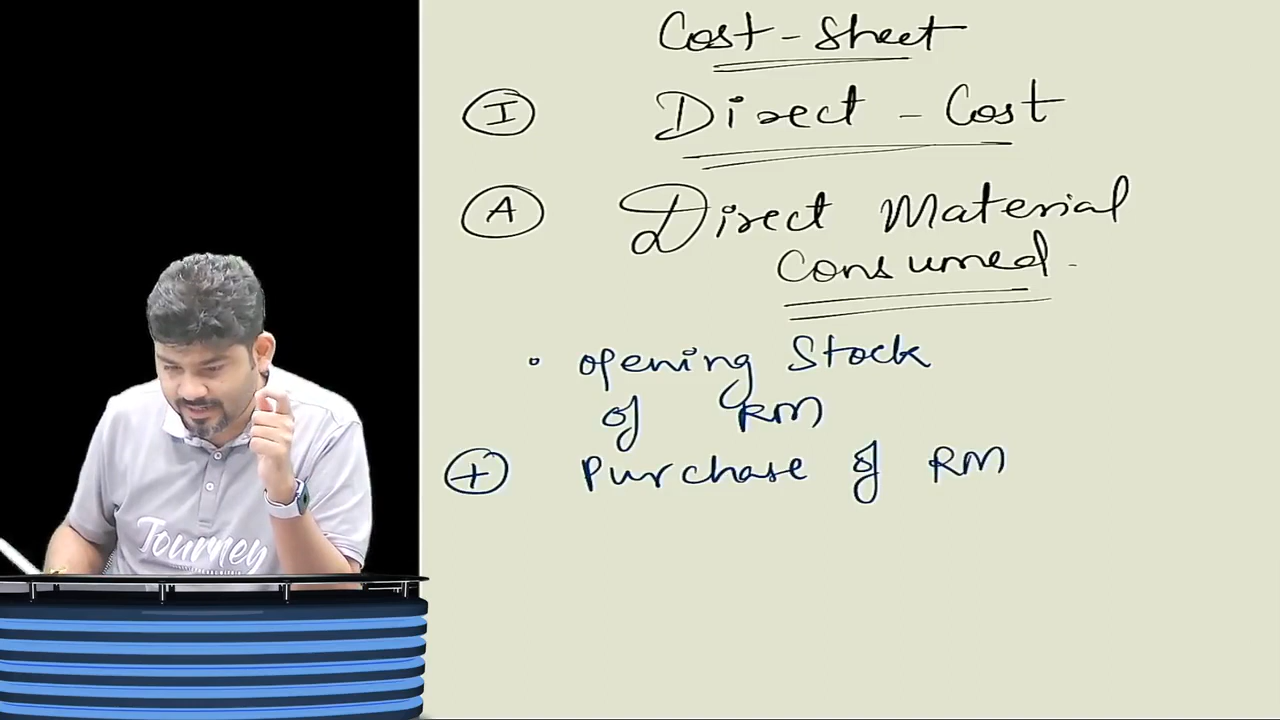 Cost - Sheet
I Direct - Cost
A Direct Material
Consumed.
• opening Stock
of RM
+ Purchase of RM
Journey